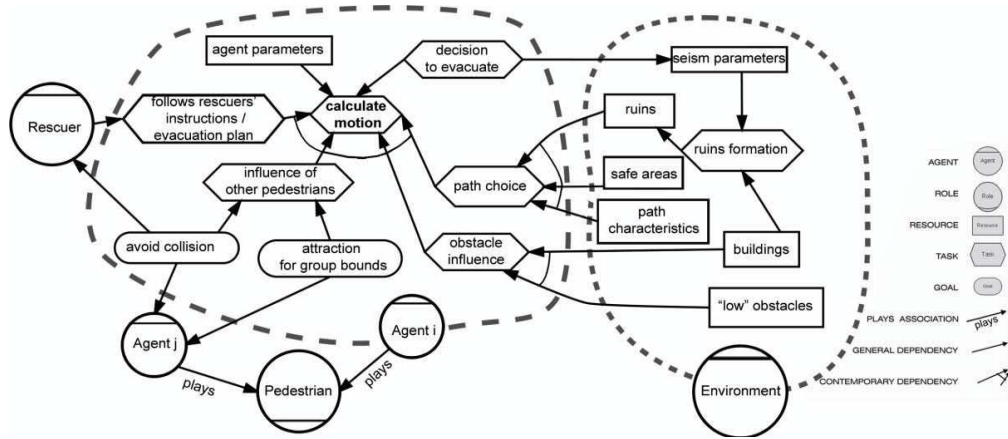 agent parameters
decision
to evacuate
seism parameters
Rescuer
follows rescuers'
instructions /
evacuation plan
calculate
motion
ruins
ruins formation
influence of
other pedestrians
path choice
safe areas
path
characteristics
avoid collision
attraction
for group bounds
obstacle
influence
buildings
"low" obstacles
Agent j
Agent i
plays
plays
Pedestrian
Environment
AGENT
Agent
ROLE
Role
RESOURCE
Resource
TASK
Task
GOAL
Goal
PLAYS ASSOCIATION
plays
GENERAL DEPENDENCY
CONTEMPORARY DEPENDENCY